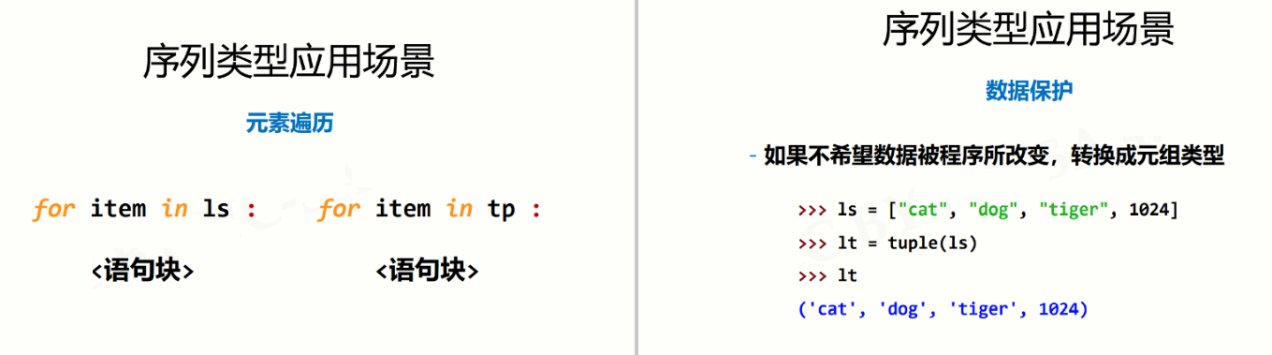 序列类型应用场景
元素遍历
for item in ls :
<语句块>
for item in tp :
<语句块>
序列类型应用场景
数据保护
- 如果不希望数据被程序所改变，转换成元组类型
>>> ls = ["cat", "dog", "tiger", 1024]
>>> lt = tuple(ls)
>>> lt
('cat', 'dog', 'tiger', 1024)